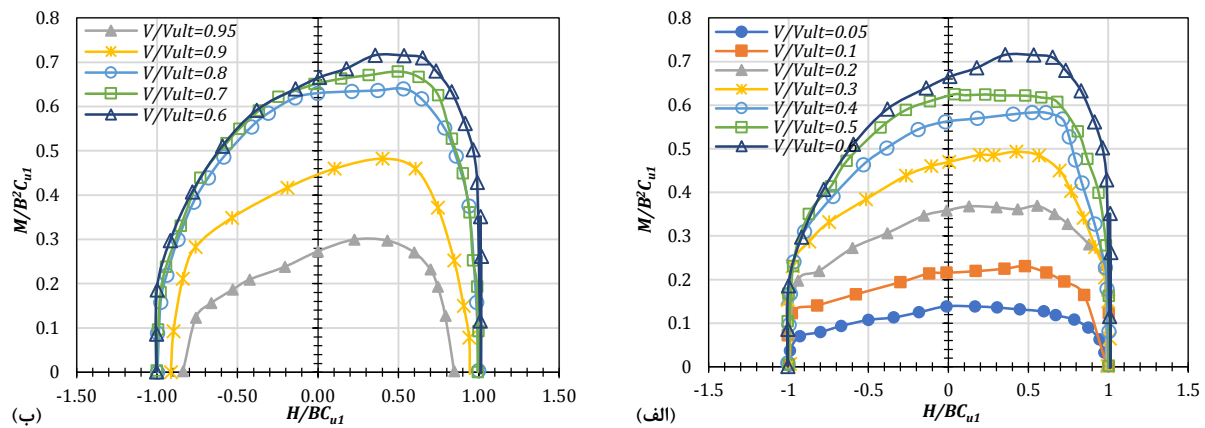 V/Vult=0.95
V/Vult=0.9
V/Vult=0.8
V/Vult=0.7
V/Vult=0.6
M/B²C_u1
0.8
0.7
0.6
0.5
0.4
0.3
0.2
0.1
0
-1.50 -1.00 -0.50 0.00 0.50 1.00 1.50
H/BC_u1
(ب)
V/Vult=0.05
V/Vult=0.1
V/Vult=0.2
V/Vult=0.3
V/Vult=0.4
V/Vult=0.5
V/Vult=0.6
M/B²C_u1
0.8
0.7
0.6
0.5
0.4
0.3
0.2
0.1
0
-1.5 -1 -0.5 0 0.5 1 1.5
H/BC_u1
(الف)